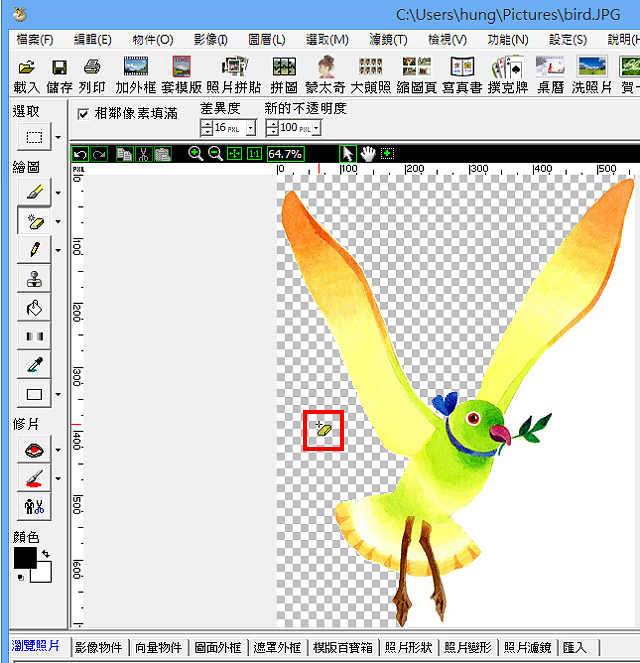 C:\Users\hung\Pictures\bird.JPG
檔案(F) 編輯(E) 物件(O) 影像(I) 圖層(L) 選取(M) 濾鏡(T) 檢視(V) 功能(N) 設定(S) 說明(H
載入 儲存 列印 加外框 套模版 照片拼貼 拼圖 蒙太奇 大頭照 縮圖頁 寫真書 撲克牌 桌曆 洗照片 賀一
選取 相鄰像素填滿 差異度 新的不透明度
16 PXL 100 PXL
繪圖
1:1 64.7%
PXL 0 100 200 300 400 500
0
100
200
300
400
500
600
修片
顏色
瀏覽照片 影像物件 向量物件 圖面外框 遮罩外框 模版百寶箱 照片形狀 照片變形 照片濾鏡 匯入